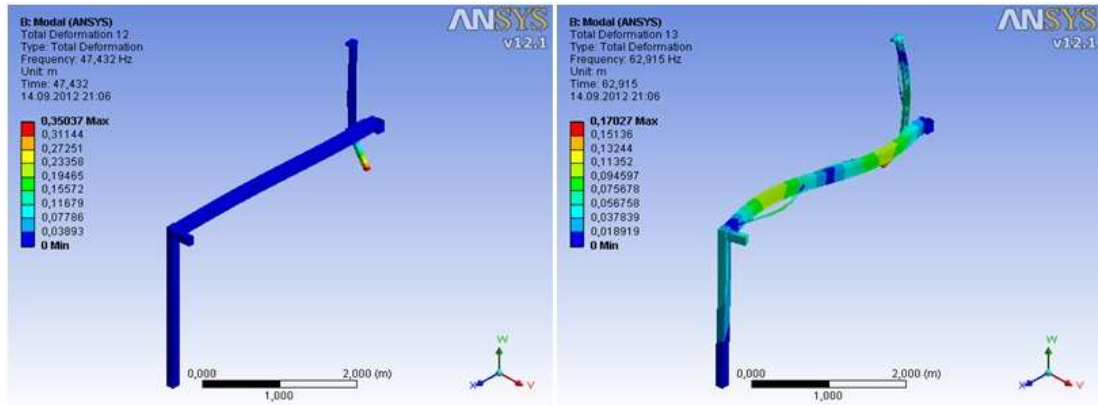 B: Modal (ANSYS)
Total Deformation 12
Type: Total Deformation
Frequency: 47,432 Hz
Unit: m
Time: 47,432
14.09.2012 21:06
0,35037 Max
0,31144
0,27251
0,23358
0,19465
0,15572
0,11679
0,07786
0,03893
0 Min
ANSYS
v12.1
0,000
2,000 (m)
1,000
W
X
V
B: Modal (ANSYS)
Total Deformation 13
Type: Total Deformation
Frequency: 62,915 Hz
Unit: m
Time: 62,915
14.09.2012 21:06
0,17027 Max
0,15136
0,13244
0,11352
0,094597
0,075678
0,056758
0,037839
0,018919
0 Min
ANSYS
v12.1
0,000
2,000 (m)
1,000
W
X
V